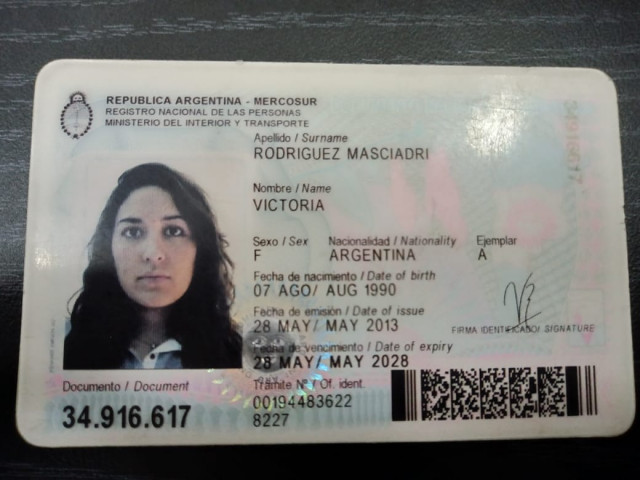 REPUBLICA ARGENTINA - MERCOSUR
REGISTRO NACIONAL DE LAS PERSONAS
MINISTERIO DEL INTERIOR Y TRANSPORTE
Apellido / Surname
RODRIGUEZ MASCIADRI
Nombre / Name
VICTORIA
Sexo / Sex Nacionalidad / Nationality Ejemplar
F ARGENTINA A
Fecha de nacimiento / Date of birth
07 AGO/ AUG 1990
Fecha de emisión / Date of issue
28 MAY/ MAY 2013
FIRMA IDENTIFICADO/ SIGNATURE
Fecha de vencimiento / Date of expiry
28 MAY/ MAY 2028
Documento / Document
34.916.617
Trámite Nº / Of. ident.
00194483622
8227
34916617